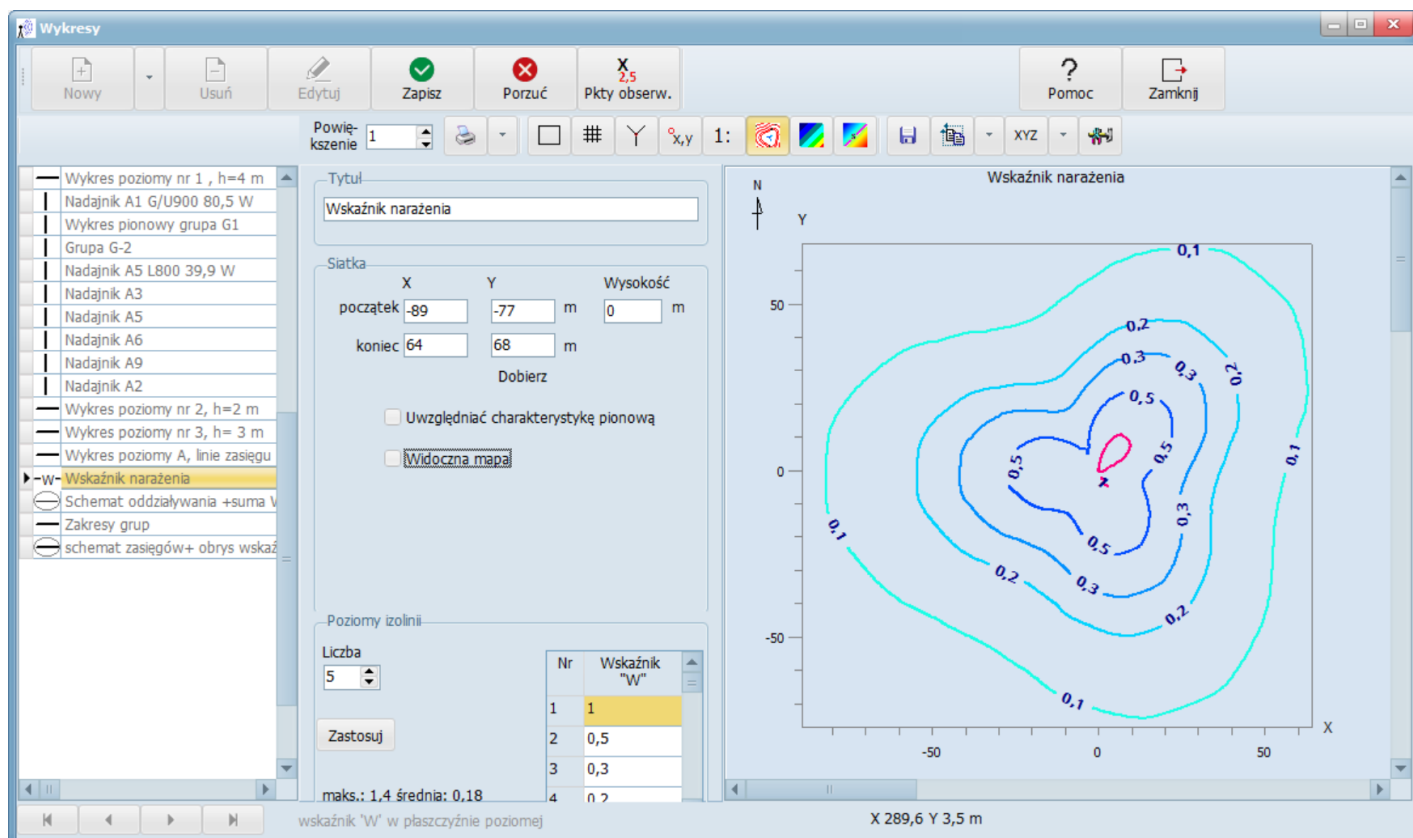 Wykresy
Nowy
Usuń
Edytuj
Zapisz
Porzuć
X
2,5
Pkty obserw.
?
Pomoc
Zamknij
Powię-
kszenie 1
x,y
1:
XYZ
Wykres poziomy nr 1 , h=4 m
Nadajnik A1 G/U900 80,5 W
Wykres pionowy grupa G1
Grupa G-2
Nadajnik A5 L800 39,9 W
Nadajnik A3
Nadajnik A5
Nadajnik A6
Nadajnik A9
Nadajnik A2
Wykres poziomy nr 2, h=2 m
Wykres poziomy nr 3, h= 3 m
Wykres poziomy A, linie zasięgu
-w- Wskaźnik narażenia
Schemat oddziaływania +suma W
Zakresy grup
schemat zasięgów+ obrys wskaź
Tytuł
Wskaźnik narażenia
Siatka
X Y Wysokość
początek -89 -77 m 0 m
koniec 64 68 m
Dobierz
Uwzględniać charakterystykę pionową
Widoczna mapa
Poziomy izolinii
Liczba
5
Zastosuj
maks.: 1,4 średnia: 0,18
Nr Wskaźnik "W"
1 1
2 0,5
3 0,3
4 0,2
Wskaźnik narażenia
N
Y
0,1
50
0,2
0,3
0,3
0,2
0,5
0,5
0,5
0,1
0
0,3
0,1
0,5
0,2
0,3
0,2
-50
0,1
X
-50 0 50
wskaźnik 'W' w płaszczyźnie poziomej
X 289,6 Y 3,5 m